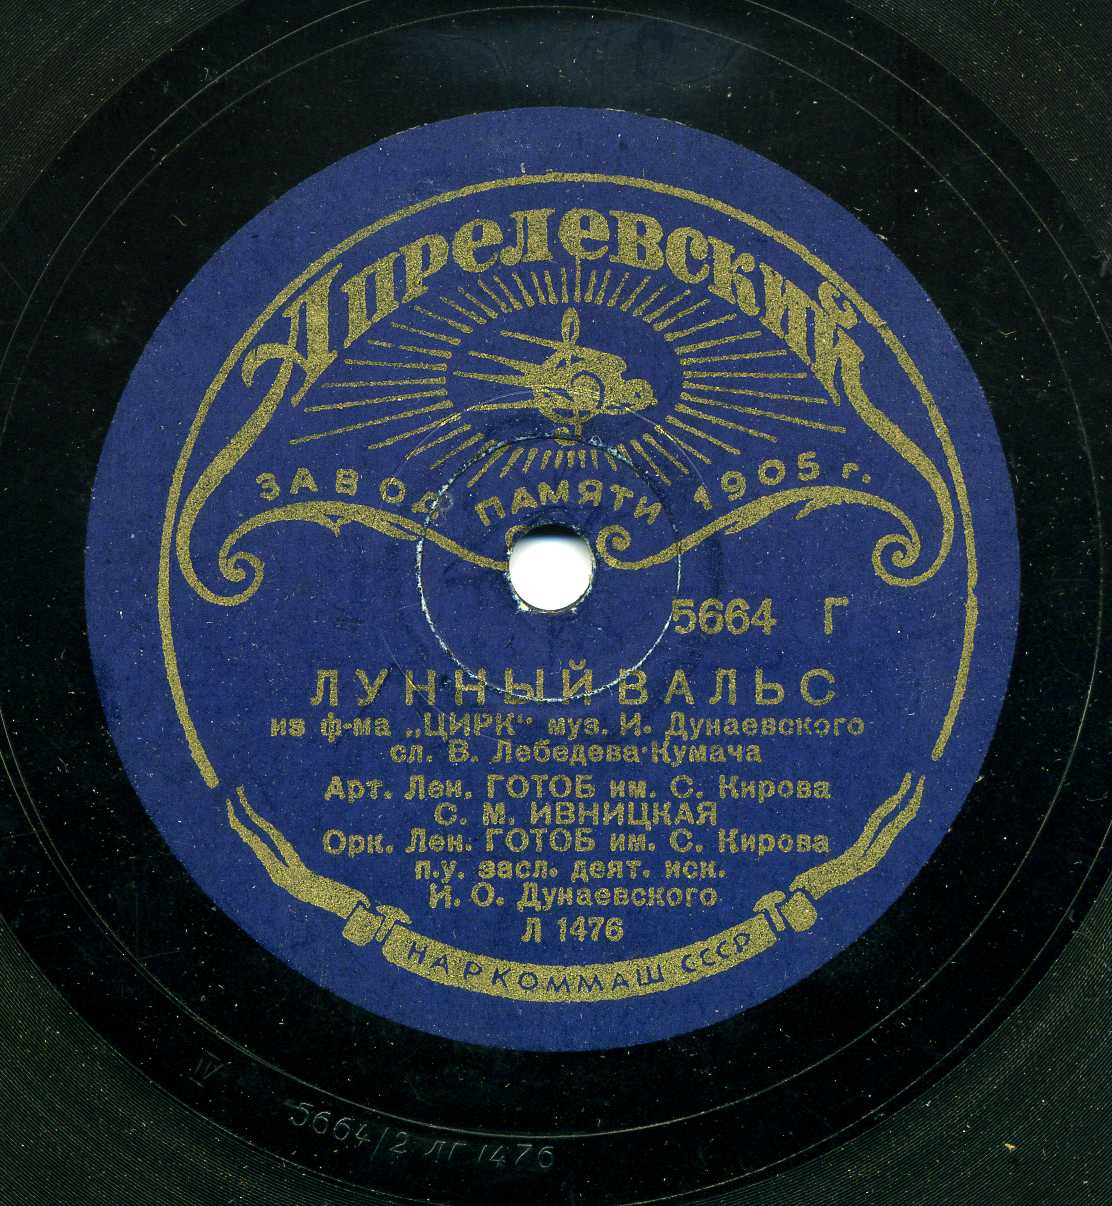 Апрелевский
ЗАВОД ПАМЯТИ 1905 г.
5664 Г
ЛУННЫЙ ВАЛЬС
из ф-ма „ЦИРК“ муз. И. Дунаевского
сл. В. Лебедева-Кумача
Арт. Лен. ГОТОБ им. С. Кирова
С. М. ИВНИЦКАЯ
Орк. Лен. ГОТОБ им. С. Кирова
п.у. засл. деят. иск.
И. О. Дунаевского
Л 1476
НАРКОММАШ СССР
IV
5664/2 ЛГ 1476